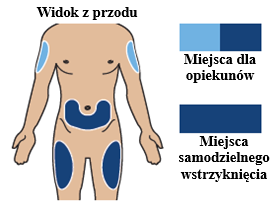 Widok z przodu
Miejsca dla
opiekunów
Miejsca
samodzielnego
wstrzyknięcia